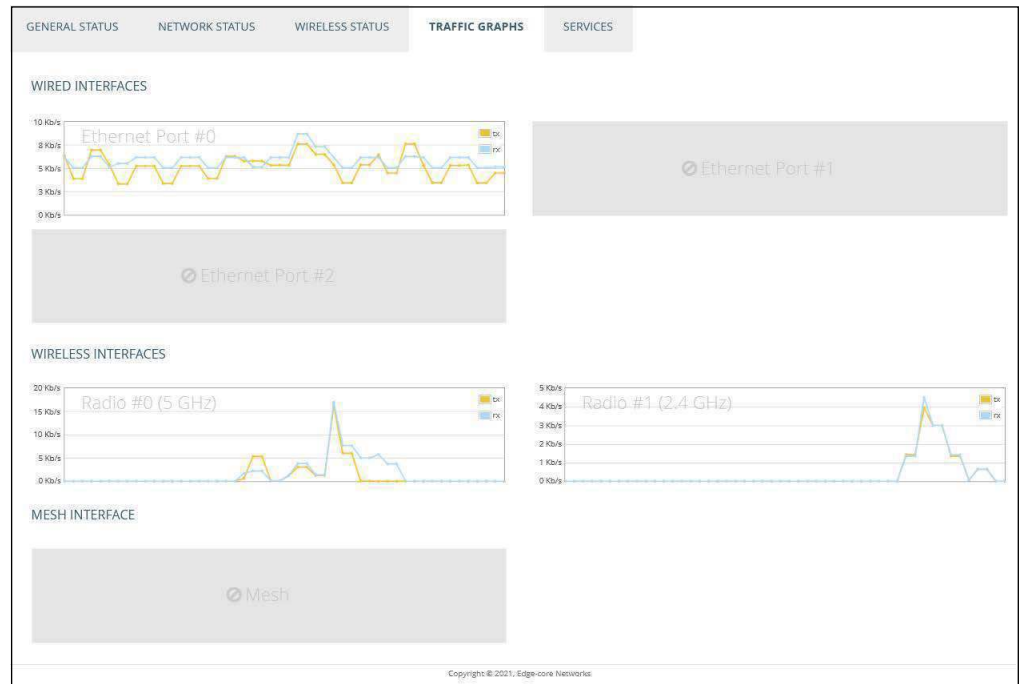 GENERAL STATUS NETWORK STATUS WIRELESS STATUS TRAFFIC GRAPHS SERVICES
WIRED INTERFACES
10 Kb/s
8 Kb/s
5 Kb/s
3 Kb/s
0 Kb/s
Ethernet Port #0
tx
rx
Ethernet Port #1
Ethernet Port #2
WIRELESS INTERFACES
20 Kb/s
15 Kb/s
10 Kb/s
5 Kb/s
0 Kb/s
Radio #0 (5 GHz)
tx
rx
5 Kb/s
4 Kb/s
3 Kb/s
2 Kb/s
1 Kb/s
0 Kb/s
Radio #1 (2.4 GHz)
tx
rx
MESH INTERFACE
Mesh
Copyright © 2021, Edge-core Networks